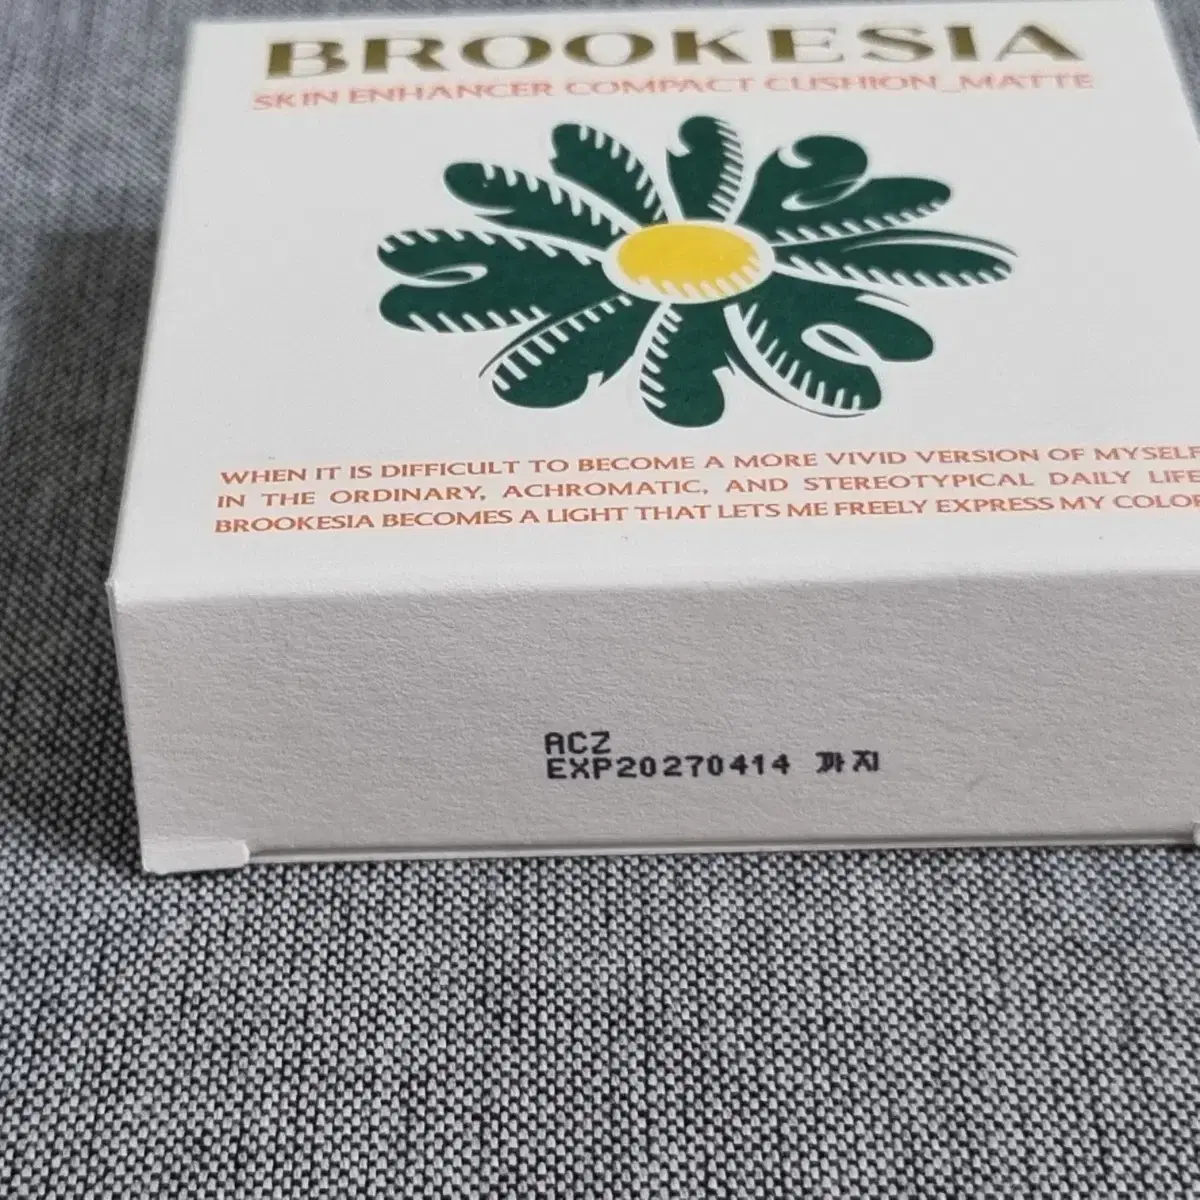 BROOKESIA
SKIN ENHANCER COMPACT CUSHION_MATTE
WHEN IT IS DIFFICULT TO BECOME A MORE VIVID VERSION OF MYSELF
IN THE ORDINARY, ACHROMATIC, AND STEREOTYPICAL DAILY LIFE
BROOKESIA BECOMES A LIGHT THAT LETS ME FREELY EXPRESS MY COLOR
ACZ
EXP20270414 까지